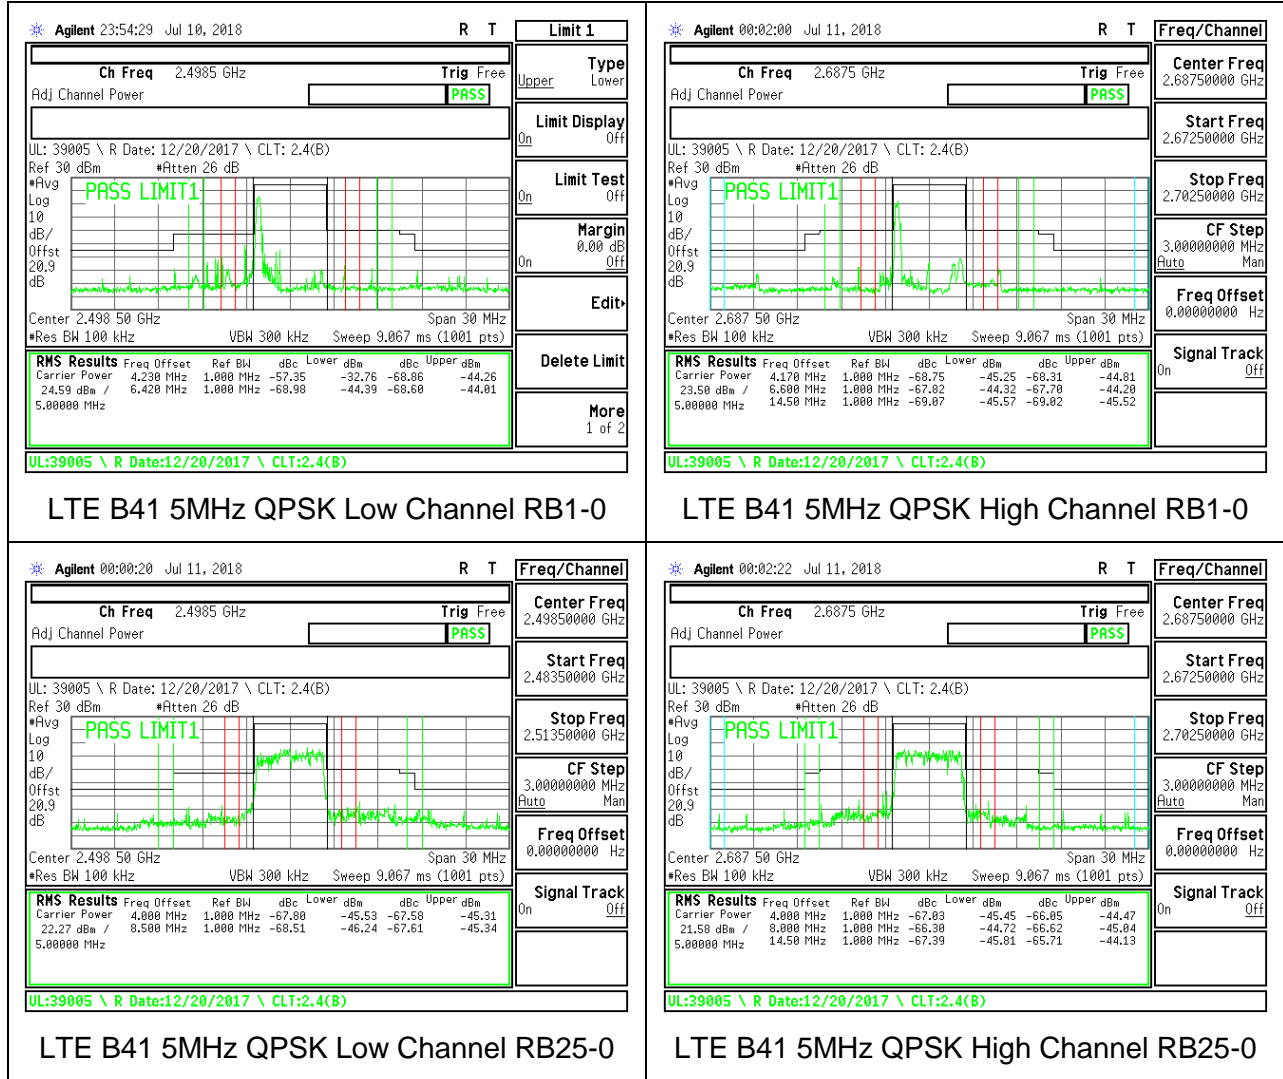 Agilent 23:54:29 Jul 10, 2018 R T
Limit 1
Ch Freq 2.4985 GHz Trig Free
Adj Channel Power PASS
UL: 39005 \ R Date: 12/20/2017 \ CLT: 2.4(B)
Ref 30 dBm #Atten 26 dB
#Avg
Log
10
dB/
Offst
20.9
dB
PASS LIMIT1
Center 2.498 50 GHz Span 30 MHz
#Res BW 100 kHz VBW 300 kHz Sweep 9.067 ms (1001 pts)
RMS Results Freq Offset Ref BW dBc Lower dBm dBc Upper dBm
Carrier Power 4.230 MHz 1.000 MHz -57.35 -32.76 -68.86 -44.26
24.59 dBm / 6.420 MHz 1.000 MHz -68.98 -44.39 -68.60 -44.01
5.00000 MHz
UL:39005 \ R Date:12/20/2017 \ CLT:2.4(B)
Type
Upper Lower
Limit Display
On Off
Limit Test
On Off
Margin
0.00 dB
On Off
Edit
Delete Limit
More
1 of 2
LTE B41 5MHz QPSK Low Channel RB1-0
Agilent 00:02:00 Jul 11, 2018 R T
Freq/Channel
Ch Freq 2.6875 GHz Trig Free
Adj Channel Power PASS
UL: 39005 \ R Date: 12/20/2017 \ CLT: 2.4(B)
Ref 30 dBm #Atten 26 dB
#Avg
Log
10
dB/
Offst
20.9
dB
PASS LIMIT1
Center 2.687 50 GHz Span 30 MHz
#Res BW 100 kHz VBW 300 kHz Sweep 9.067 ms (1001 pts)
RMS Results Freq Offset Ref BW dBc Lower dBm dBc Upper dBm
Carrier Power 4.170 MHz 1.000 MHz -68.75 -45.25 -68.31 -44.81
23.50 dBm / 6.600 MHz 1.000 MHz -67.82 -44.32 -67.70 -44.20
5.00000 MHz 14.50 MHz 1.000 MHz -69.07 -45.57 -69.02 -45.52
UL:39005 \ R Date:12/20/2017 \ CLT:2.4(B)
Center Freq
2.68750000 GHz
Start Freq
2.67250000 GHz
Stop Freq
2.70250000 GHz
CF Step
3.00000000 MHz
Auto Man
Freq Offset
0.00000000 Hz
Signal Track
On Off
LTE B41 5MHz QPSK High Channel RB1-0
Agilent 00:00:20 Jul 11, 2018 R T
Freq/Channel
Ch Freq 2.4985 GHz Trig Free
Adj Channel Power PASS
UL: 39005 \ R Date: 12/20/2017 \ CLT: 2.4(B)
Ref 30 dBm #Atten 26 dB
#Avg
Log
10
dB/
Offst
20.9
dB
PASS LIMIT1
Center 2.498 50 GHz Span 30 MHz
#Res BW 100 kHz VBW 300 kHz Sweep 9.067 ms (1001 pts)
RMS Results Freq Offset Ref BW dBc Lower dBm dBc Upper dBm
Carrier Power 4.000 MHz 1.000 MHz -67.80 -45.53 -67.58 -45.31
22.27 dBm / 8.500 MHz 1.000 MHz -68.51 -46.24 -67.61 -45.34
5.00000 MHz
UL:39005 \ R Date:12/20/2017 \ CLT:2.4(B)
Center Freq
2.49850000 GHz
Start Freq
2.48350000 GHz
Stop Freq
2.51350000 GHz
CF Step
3.00000000 MHz
Auto Man
Freq Offset
0.00000000 Hz
Signal Track
On Off
LTE B41 5MHz QPSK Low Channel RB25-0
Agilent 00:02:22 Jul 11, 2018 R T
Freq/Channel
Ch Freq 2.6875 GHz Trig Free
Adj Channel Power PASS
UL: 39005 \ R Date: 12/20/2017 \ CLT: 2.4(B)
Ref 30 dBm #Atten 26 dB
#Avg
Log
10
dB/
Offst
20.9
dB
PASS LIMIT1
Center 2.687 50 GHz Span 30 MHz
#Res BW 100 kHz VBW 300 kHz Sweep 9.067 ms (1001 pts)
RMS Results Freq Offset Ref BW dBc Lower dBm dBc Upper dBm
Carrier Power 4.000 MHz 1.000 MHz -67.03 -45.45 -66.05 -44.47
21.58 dBm / 8.000 MHz 1.000 MHz -66.30 -44.72 -66.62 -45.04
5.00000 MHz 14.50 MHz 1.000 MHz -67.39 -45.81 -65.71 -44.13
UL:39005 \ R Date:12/20/2017 \ CLT:2.4(B)
Center Freq
2.68750000 GHz
Start Freq
2.67250000 GHz
Stop Freq
2.70250000 GHz
CF Step
3.00000000 MHz
Auto Man
Freq Offset
0.00000000 Hz
Signal Track
On Off
LTE B41 5MHz QPSK High Channel RB25-0